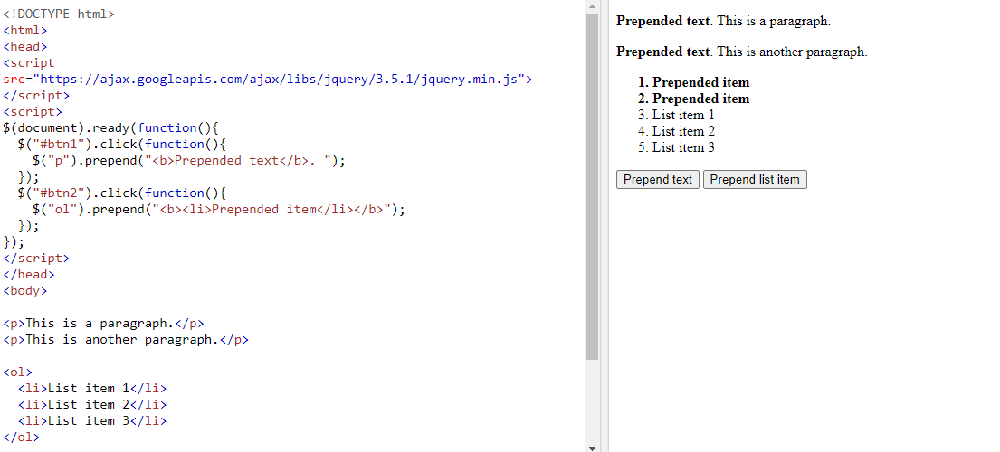 <!DOCTYPE html>
<html>
<head>
<script
src="https://ajax.googleapis.com/ajax/libs/jquery/3.5.1/jquery.min.js">
</script>
<script>
$(document).ready(function(){
  $("#btn1").click(function(){
    $("p").prepend("<b>Prepended text</b>. ");
  });
  $("#btn2").click(function(){
    $("ol").prepend("<b><li>Prepended item</li></b>");
  });
});
</script>
</head>
<body>

<p>This is a paragraph.</p>
<p>This is another paragraph.</p>

<ol>
  <li>List item 1</li>
  <li>List item 2</li>
  <li>List item 3</li>
</ol>
Prepended text. This is a paragraph.
Prepended text. This is another paragraph.
1. Prepended item
2. Prepended item
3. List item 1
4. List item 2
5. List item 3
Prepend text Prepend list item